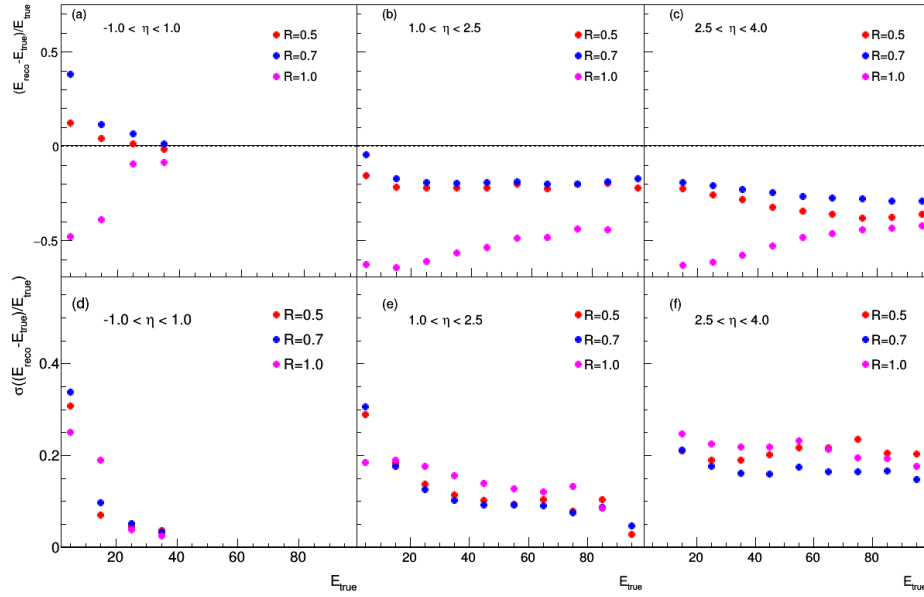 (a)
-1.0 < η < 1.0
R=0.5
R=0.7
R=1.0
(b)
1.0 < η < 2.5
R=0.5
R=0.7
R=1.0
(c)
2.5 < η < 4.0
R=0.5
R=0.7
R=1.0
(E_reco -E_true)/E_true
0.5
0
−0.5
(d)
-1.0 < η < 1.0
R=0.5
R=0.7
R=1.0
(e)
1.0 < η < 2.5
R=0.5
R=0.7
R=1.0
(f)
2.5 < η < 4.0
R=0.5
R=0.7
R=1.0
σ((E_reco -E_true)/E_true
0.4
0.2
0
20 40 60 80
20 40 60 80
20 40 60 80
E_true
E_true
E_true